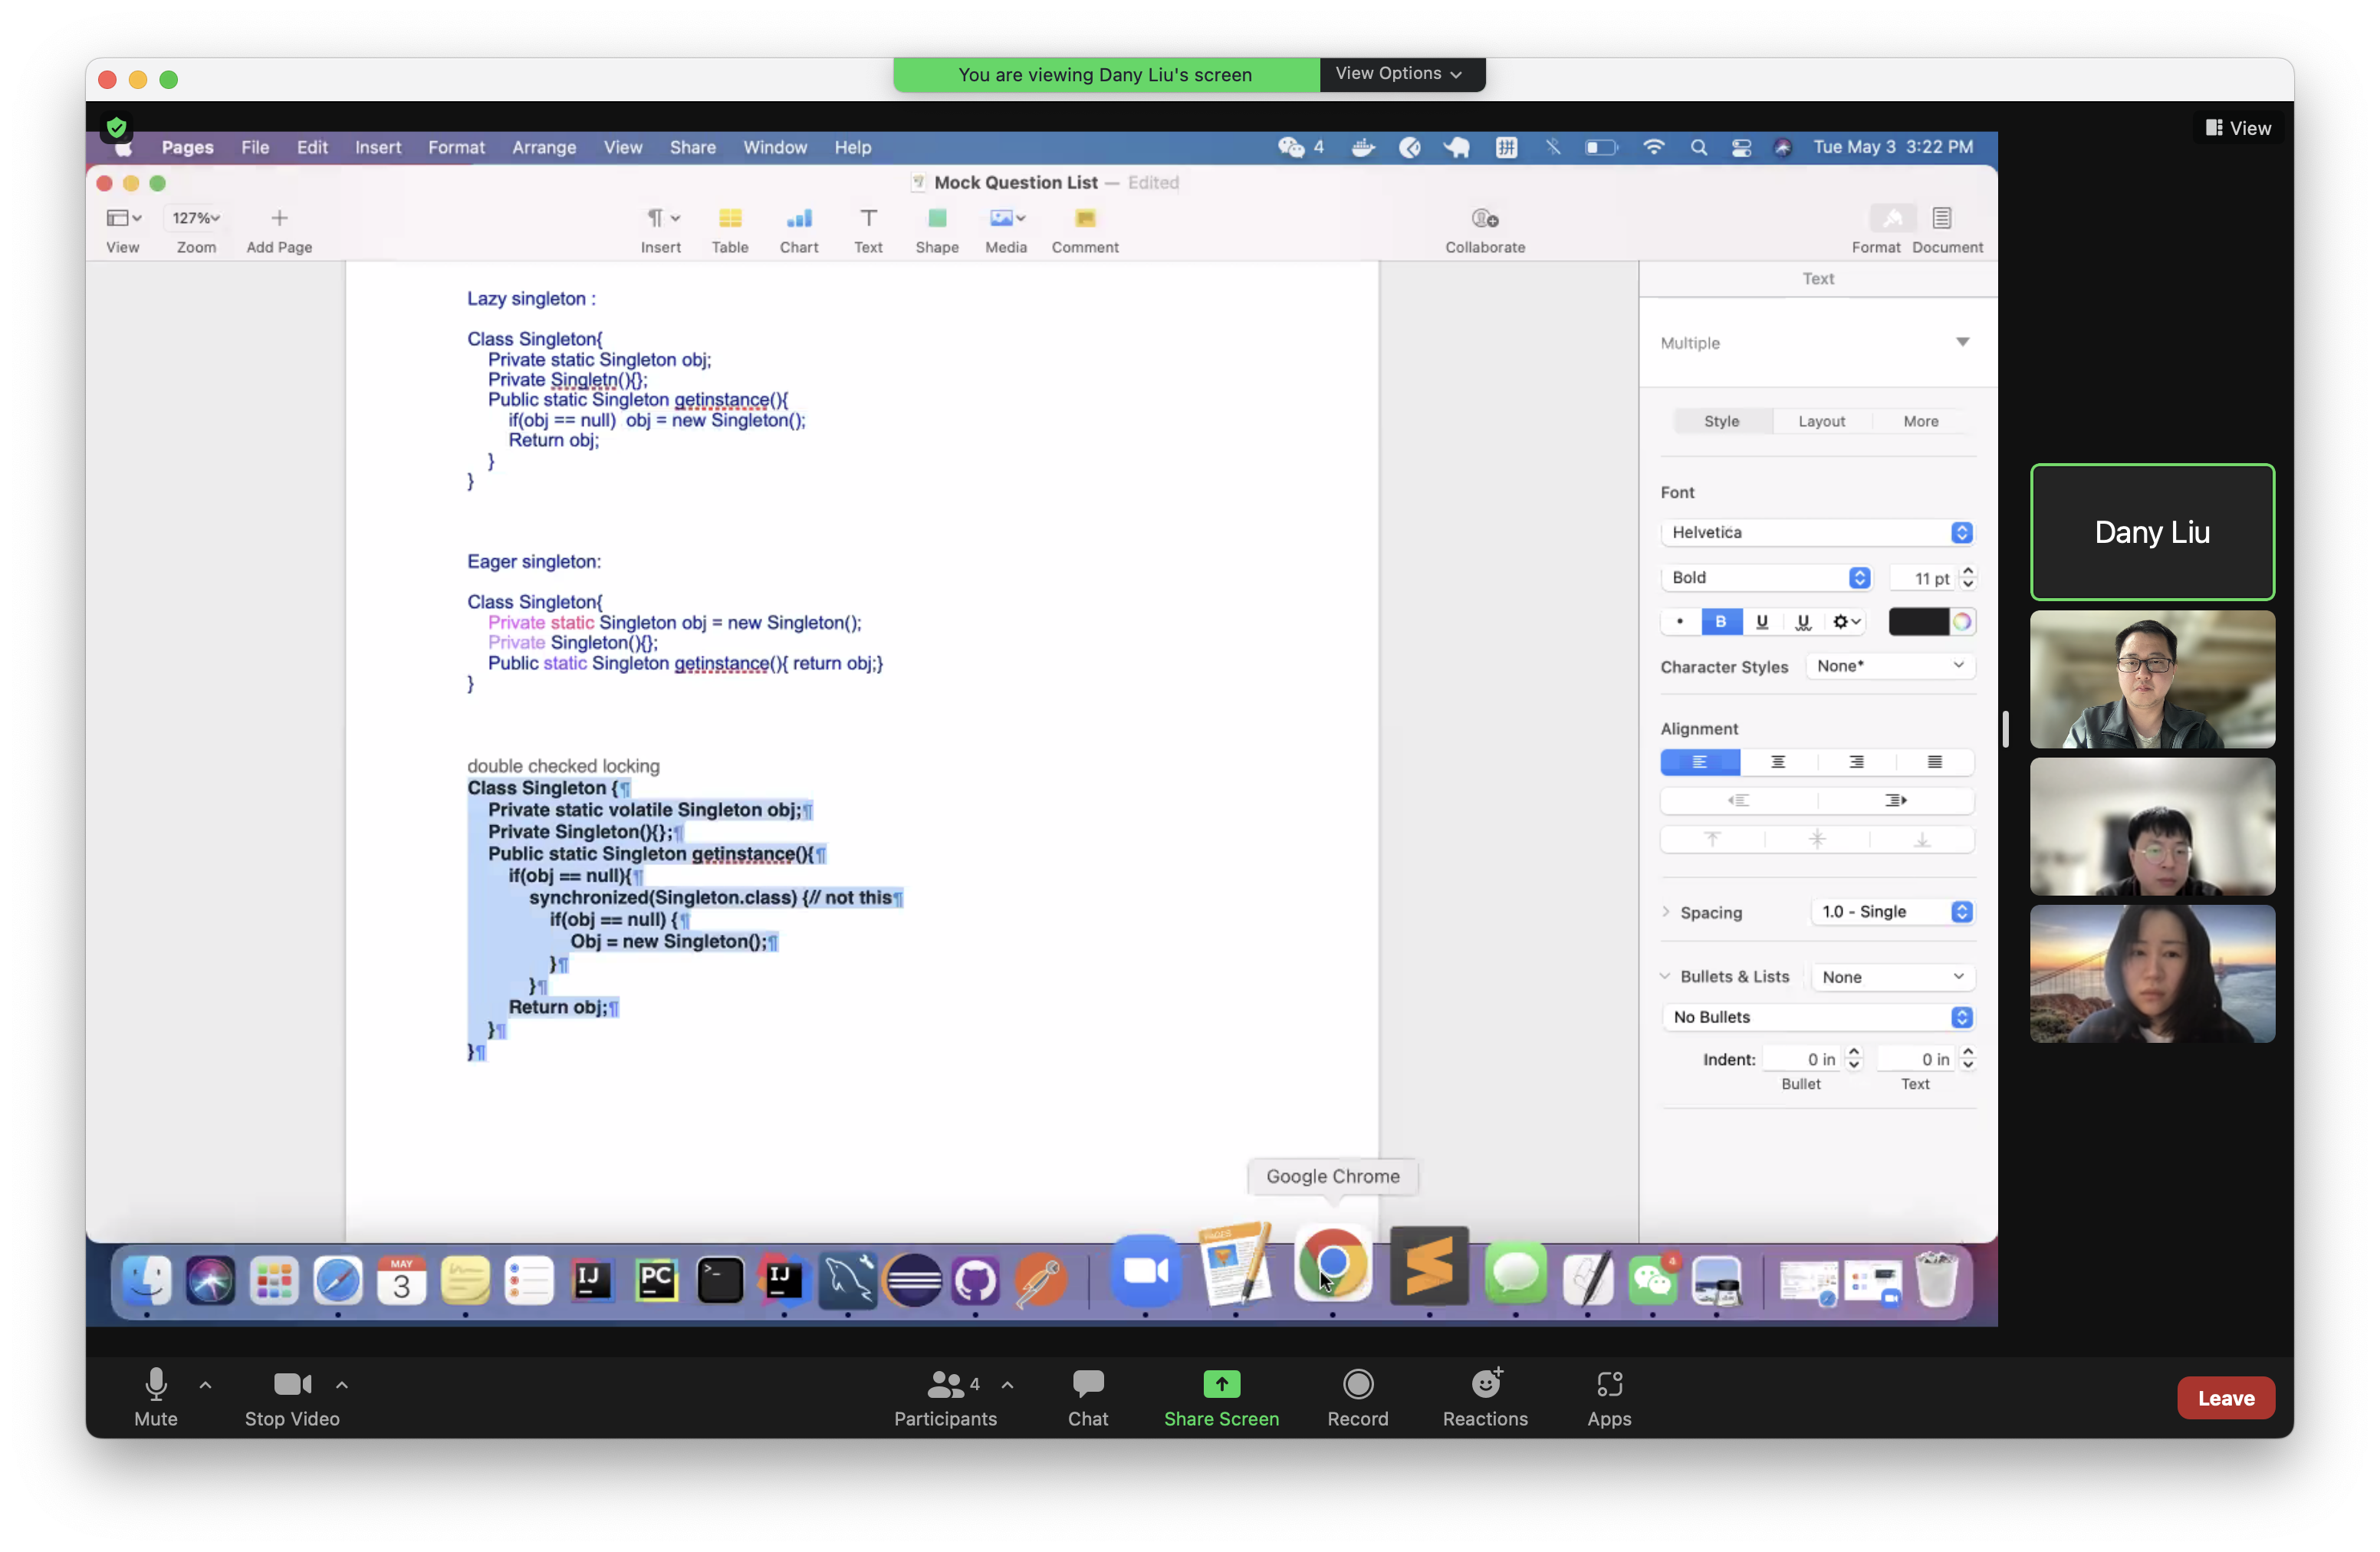 You are viewing Dany Liu's screen
View Options
View
Pages File Edit Insert Format Arrange View Share Window Help
4
拼
Tue May 3 3:22 PM
Mock Question List — Edited
127%
View Zoom Add Page
Insert Table Chart Text Shape Media Comment
Collaborate
Format Document
Lazy singleton :
Class Singleton{
Private static Singleton obj;
Private Singletn(){};
Public static Singleton getinstance(){
if(obj == null) obj = new Singleton();
Return obj;
}
}
Eager singleton:
Class Singleton{
Private static Singleton obj = new Singleton();
Private Singleton(){};
Public static Singleton getinstance(){ return obj;}
}
double checked locking
Class Singleton {¶
Private static volatile Singleton obj;¶
Private Singleton(){};¶
Public static Singleton getinstance(){¶
if(obj == null){¶
synchronized(Singleton.class) {// not this¶
if(obj == null) {¶
Obj = new Singleton();¶
}¶
}¶
Return obj;¶
}¶
}¶
Text
Multiple
Style Layout More
Font
Helvetica
Bold 11 pt
B U U
Character Styles None*
Alignment
Spacing 1.0 - Single
Bullets & Lists None
No Bullets
Indent: 0 in 0 in
Bullet Text
Dany Liu
Google Chrome
MAY
3
IJ
PC
>_
IJ
PAGES
4
Mute
Stop Video
4
Participants
Chat
Share Screen
Record
Reactions
Apps
Leave